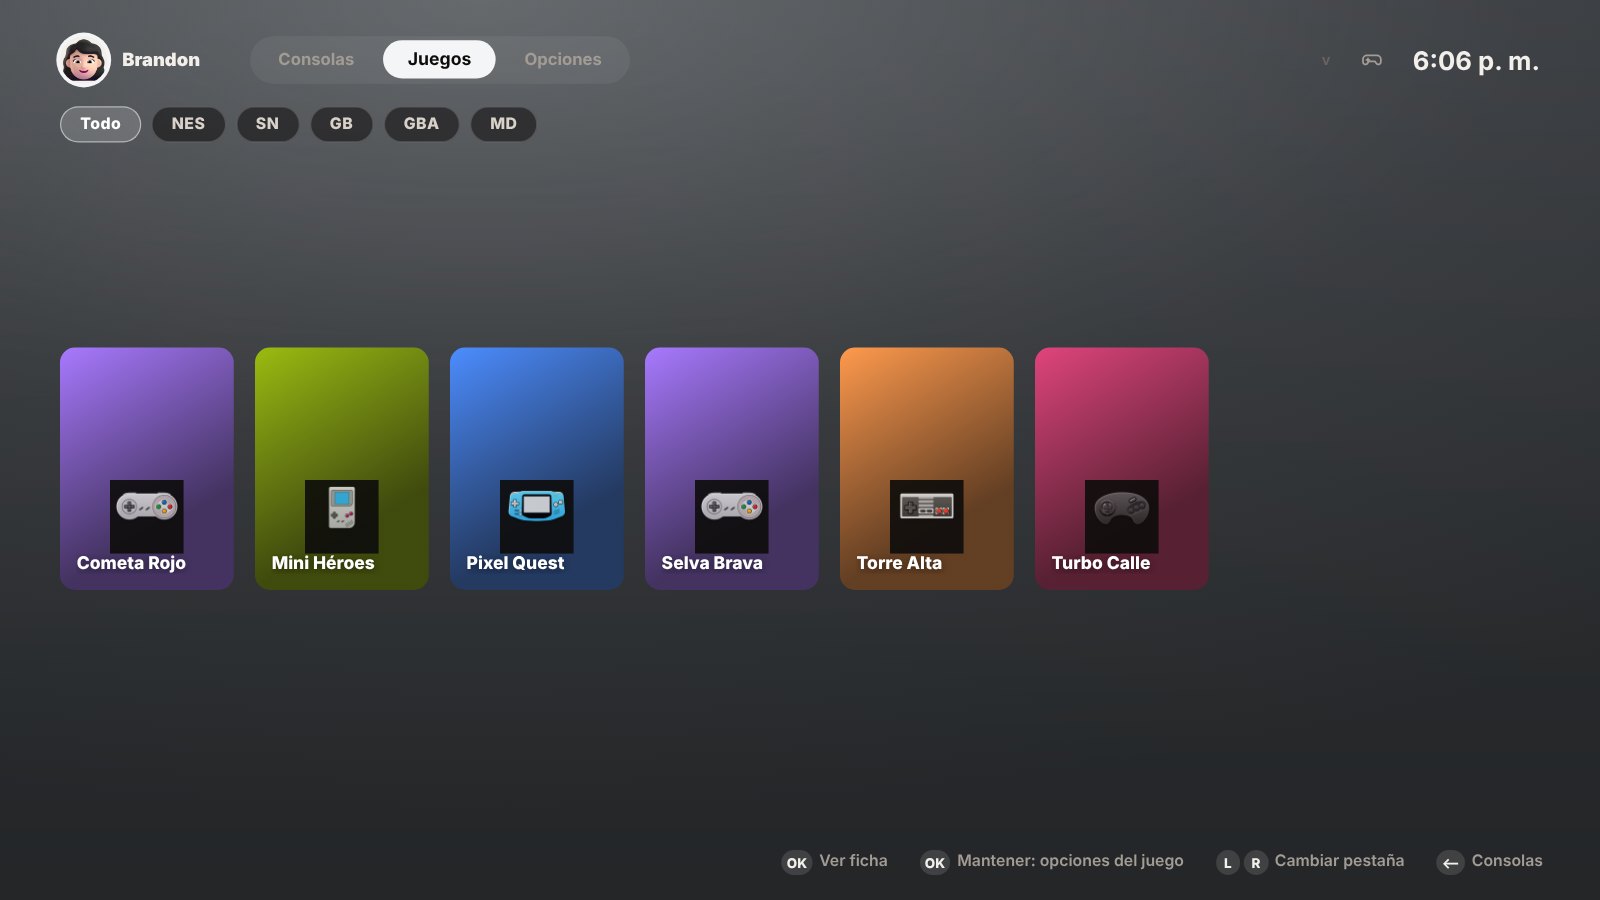 Brandon
Consolas Juegos Opciones
v
6:06 p. m.
Todo NES SN GB GBA MD
Cometa Rojo
Mini Héroes
Pixel Quest
Selva Brava
Torre Alta
Turbo Calle
OK Ver ficha
OK Mantener: opciones del juego
L R Cambiar pestaña
← Consolas